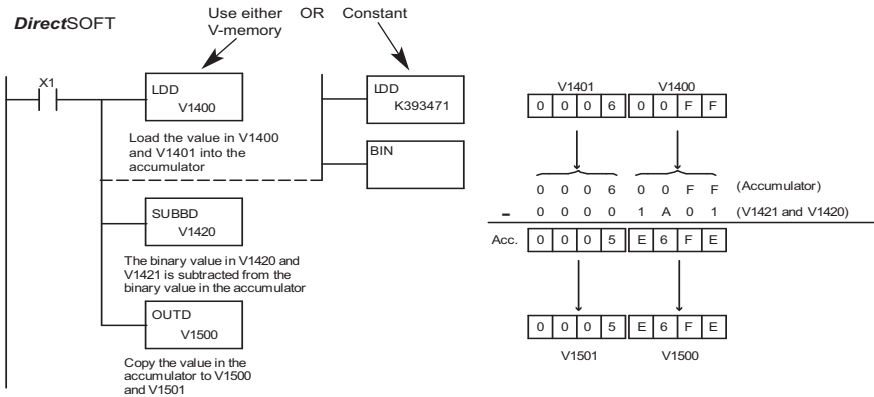 DirectSOFT
Use either OR Constant
V-memory
X1
LDD
V1400
Load the value in V1400
and V1401 into the
accumulator
LDD
K393471
BIN
SUBBD
V1420
The binary value in V1420 and
V1421 is subtracted from the
binary value in the accumulator
OUTD
V1500
Copy the value in the
accumulator to V1500
and V1501
V1401 V1400
0 0 0 6 0 0 F F
0 0 0 6 0 0 F F (Accumulator)
– 0 0 0 0 1 A 0 1 (V1421 and V1420)
Acc. 0 0 0 5 E 6 F E
0 0 0 5 E 6 F E
V1501 V1500